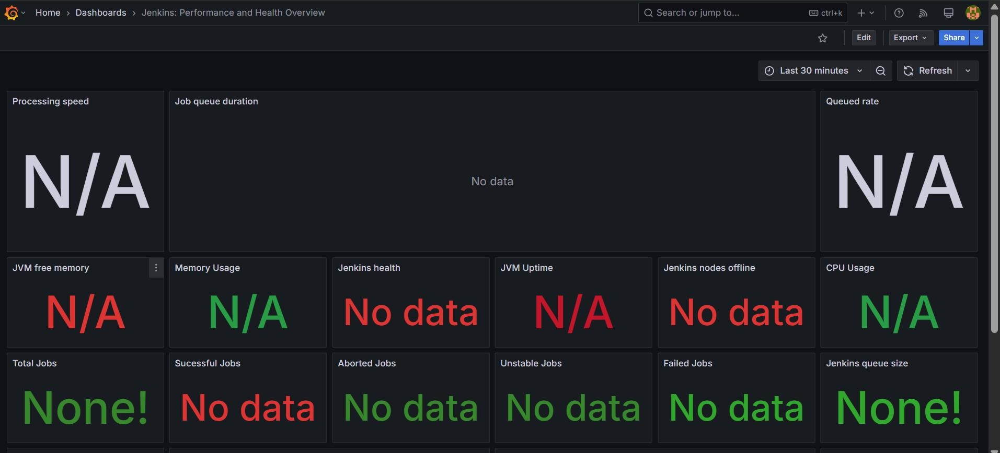 Home › Dashboards › Jenkins: Performance and Health Overview
Search or jump to... ctrl+k
Edit
Export
Share
Last 30 minutes
Refresh
Processing speed
N/A
Job queue duration
No data
Queued rate
N/A
JVM free memory
N/A
Memory Usage
N/A
Jenkins health
No data
JVM Uptime
N/A
Jenkins nodes offline
No data
CPU Usage
N/A
Total Jobs
None!
Sucessful Jobs
No data
Aborted Jobs
No data
Unstable Jobs
No data
Failed Jobs
No data
Jenkins queue size
None!